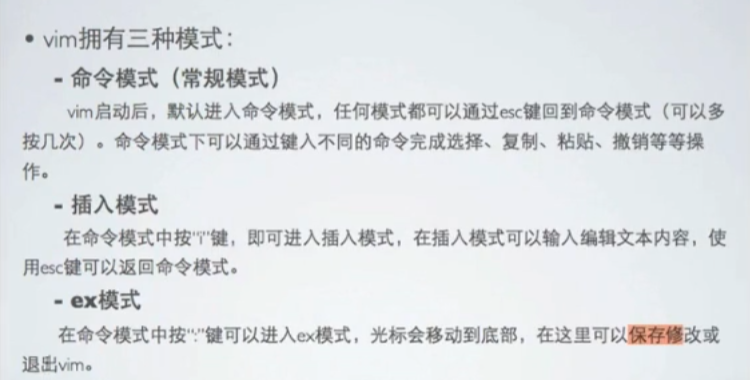 • vim拥有三种模式：
- 命令模式（常规模式）
vim启动后，默认进入命令模式，任何模式都可以通过esc键回到命令模式（可以多
按几次）。命令模式下可以通过键入不同的命令完成选择、复制、粘贴、撤销等等操
作。
- 插入模式
在命令模式中按“i”键，即可进入插入模式，在插入模式可以输入编辑文本内容，使
用esc键可以返回命令模式。
- ex模式
在命令模式中按“:”键可以进入ex模式，光标会移动到底部，在这里可以保存修改或
退出vim。